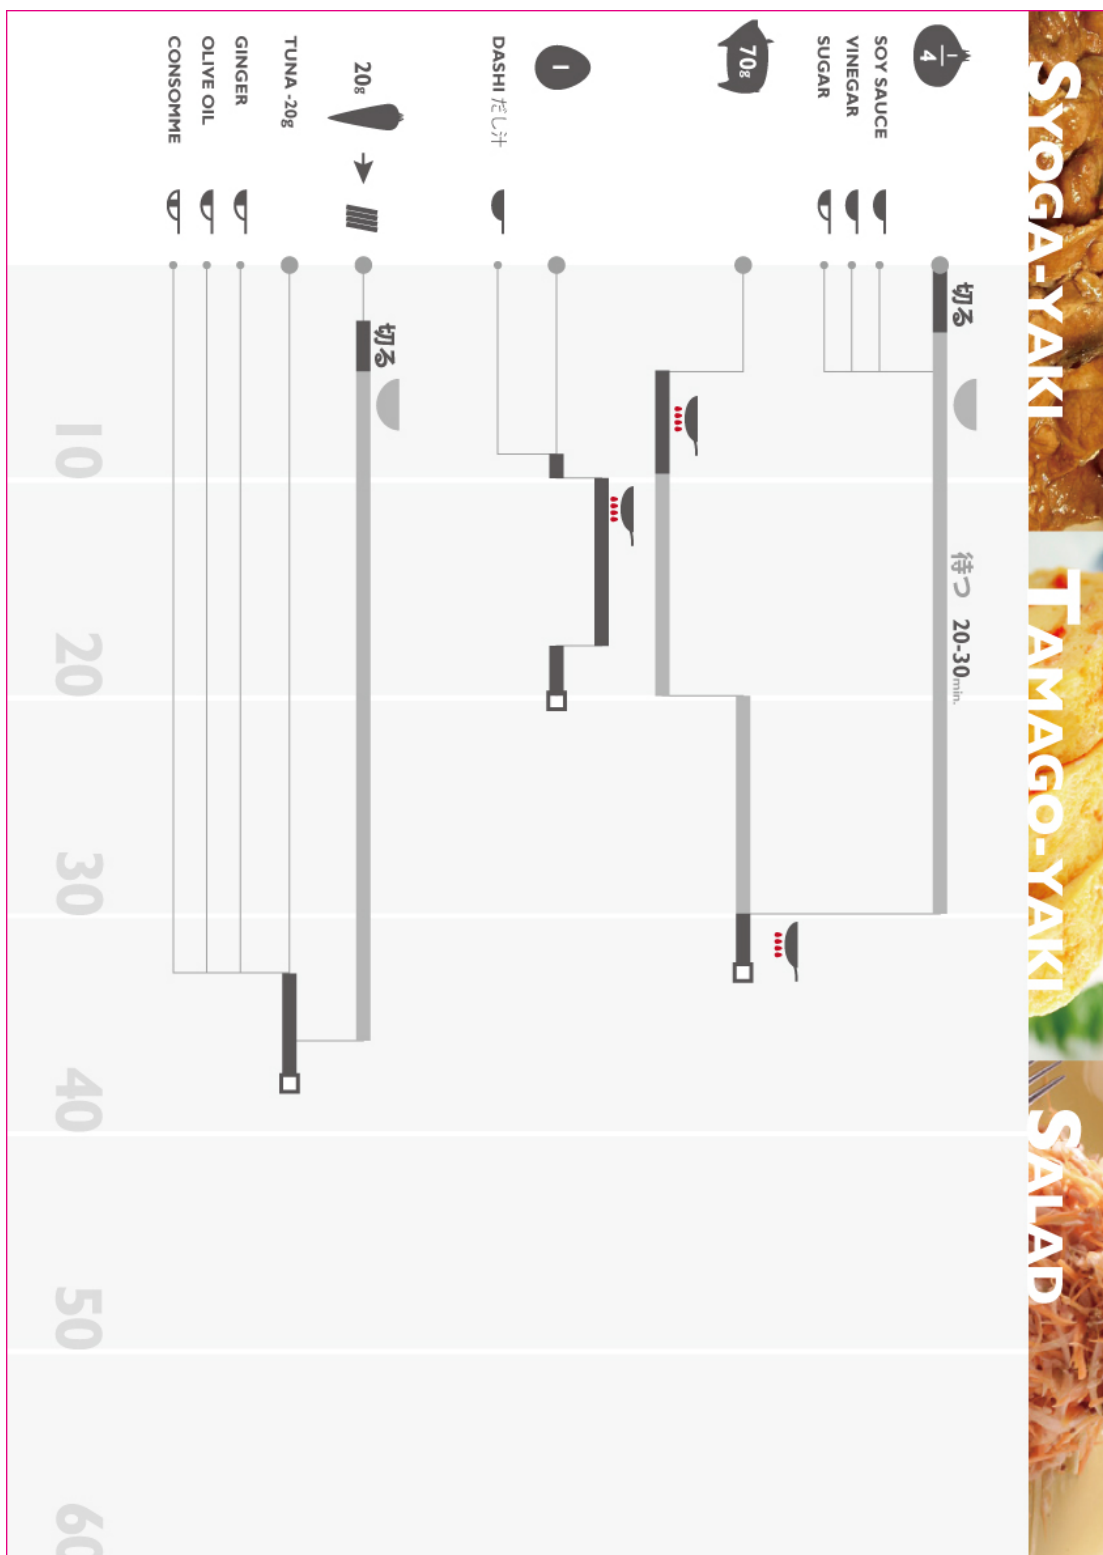 SYOGA-YAKI
TAMAGO-YAKI
SALAD
1/4
切る
待つ 20-30min.
SOY SAUCE
VINEGAR
SUGAR
70g
1
DASHI だし汁
20g
切る
TUNA -20g
GINGER
OLIVE OIL
CONSOMME
10
20
30
40
50
60